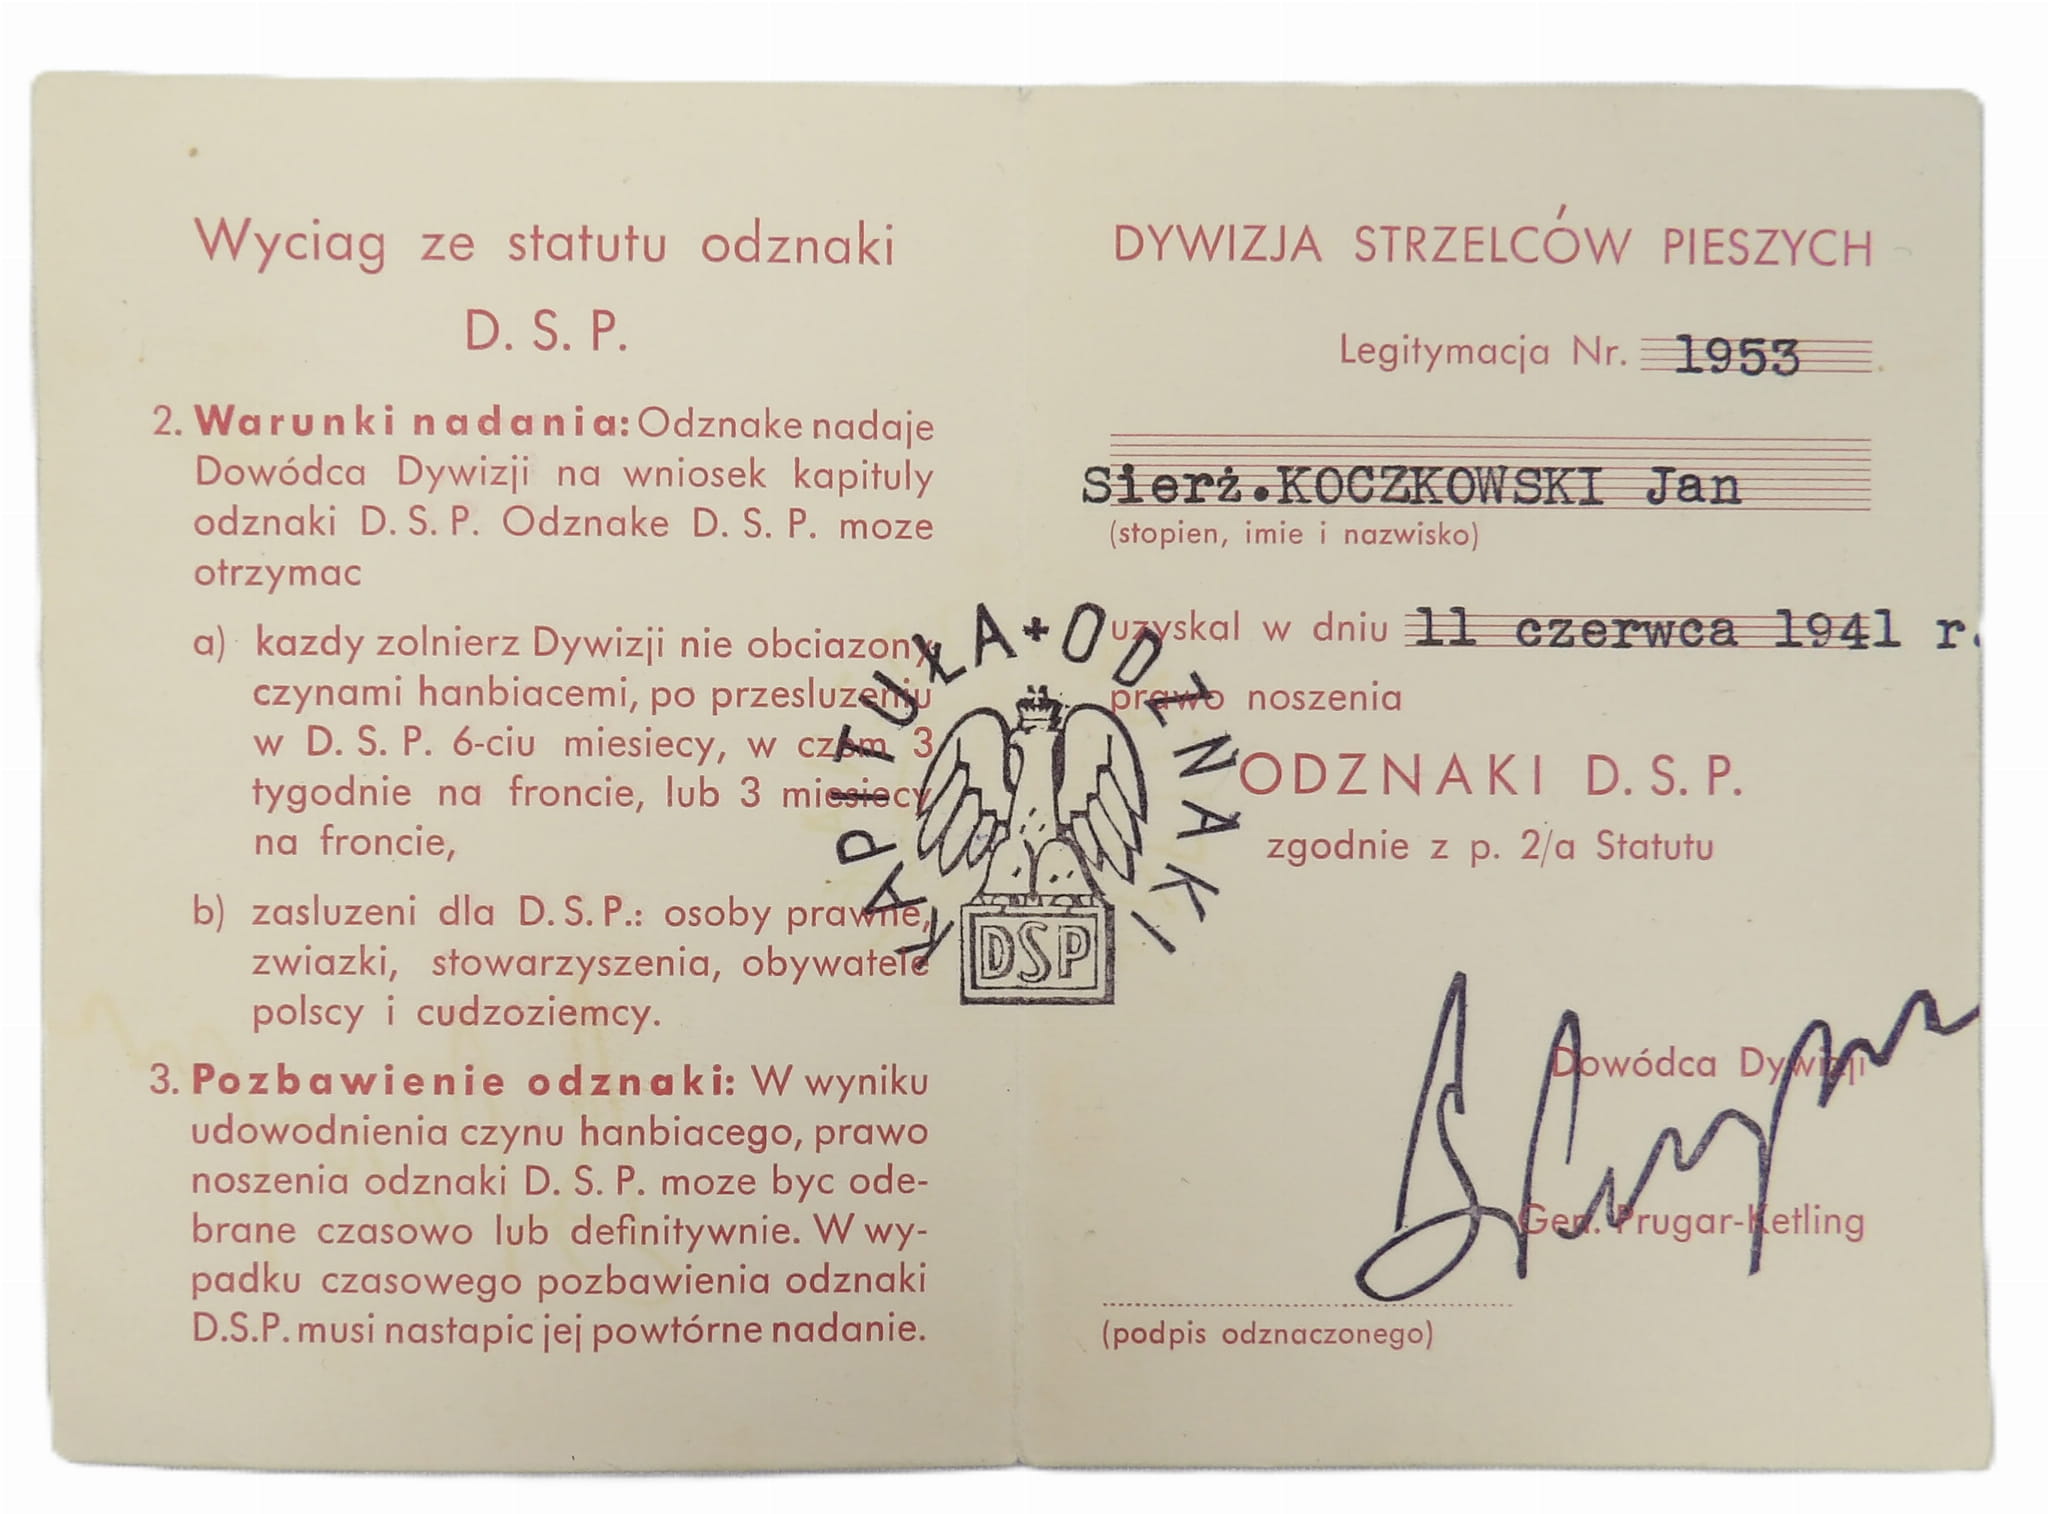 Wyciag ze statutu odznaki
D. S. P.
2. Warunki nadania: Odznake nadaje
Dowódca Dywizji na wniosek kapituly
odznaki D. S. P. Odznake D. S. P. moze
otrzymac
a) kazdy zolnierz Dywizji nie obciazony
czynami hanbiacemi, po przesluzeniu
w D. S. P. 6-ciu miesiecy, w czem 3
tygodnie na froncie, lub 3 miesiecy
na froncie,
b) zasluzeni dla D. S. P.: osoby prawne,
zwiazki, stowarzyszenia, obywatele
polscy i cudzoziemcy.
3. Pozbawienie odznaki: W wyniku
udowodnienia czynu hanbiacego, prawo
noszenia odznaki D. S. P. moze byc ode-
brane czasowo lub definitywnie. W wy-
padku czasowego pozbawienia odznaki
D.S.P. musi nastapic jej powtórne nadanie.
KAPITUŁA + ODZNAKI
DSP
DYWIZJA STRZELCÓW PIESZYCH
Legitymacja Nr. 1953
Sierż.KOCZKOWSKI Jan
(stopien, imie i nazwisko)
uzyskal w dniu 11 czerwca 1941 r.
prawo noszenia
ODZNAKI D. S. P.
zgodnie z p. 2/a Statutu
Dowódca Dywizji
Gen. Prugar-Ketling
(podpis odznaczonego)